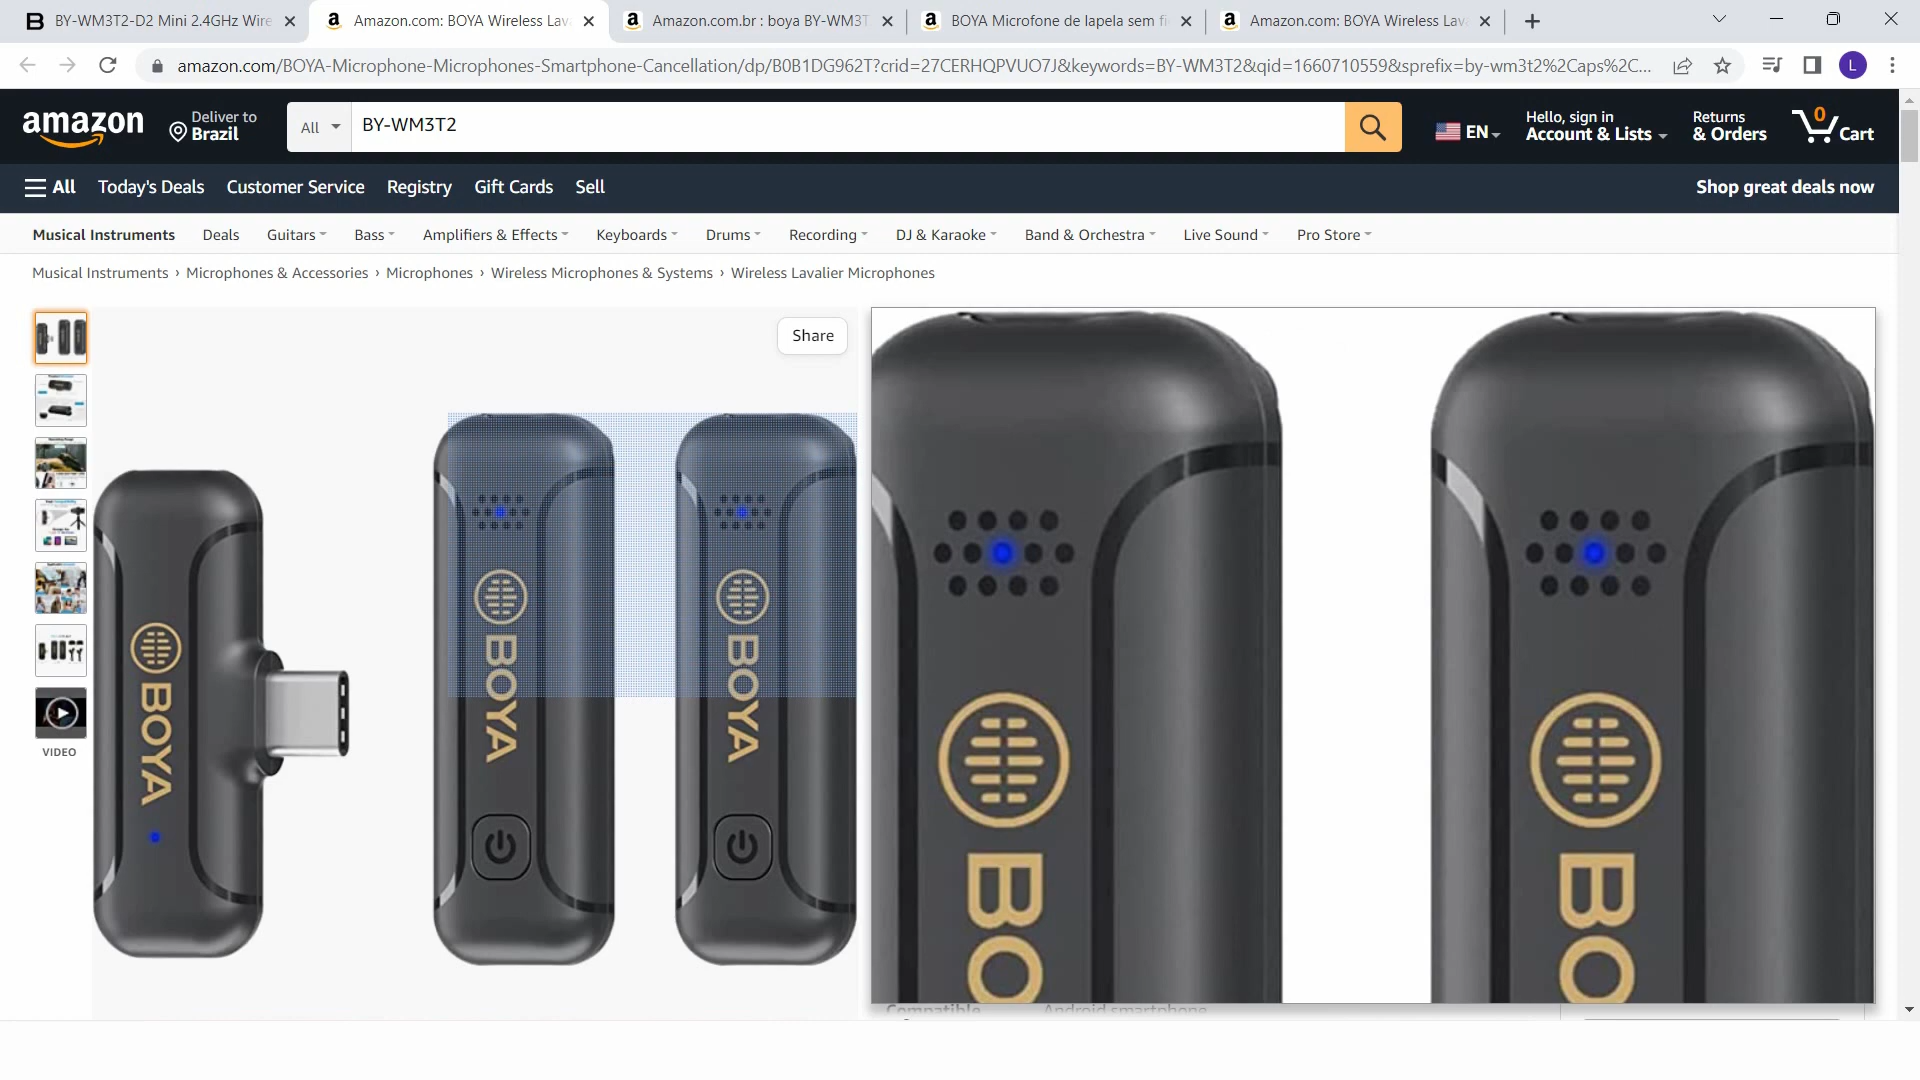 BY-WM3T2-D2 Mini 2.4GHz Wire
Amazon.com: BOYA Wireless Lav
Amazon.com.br : boya BY-WM3T
BOYA Microfone de lapela sem fi
Amazon.com: BOYA Wireless Lav
amazon.com/BOYA-Microphone-Microphones-Smartphone-Cancellation/dp/B0B1DG962T?crid=27CERHQPVUO7J&keywords=BY-WM3T2&qid=1660710559&sprefix=by-wm3t2%2Caps%2C...
L
amazon
Deliver to
Brazil
All
BY-WM3T2
EN
Hello, sign in
Account & Lists
Returns
& Orders
0
Cart
All
Today's Deals
Customer Service
Registry
Gift Cards
Sell
Shop great deals now
Musical Instruments
Deals
Guitars
Bass
Amplifiers & Effects
Keyboards
Drums
Recording
DJ & Karaoke
Band & Orchestra
Live Sound
Pro Store
Musical Instruments › Microphones & Accessories › Microphones › Wireless Microphones & Systems › Wireless Lavalier Microphones
Share
VIDEO
BOYA
BOYA
BOYA
BO
BO
Compatible
Android smartphone